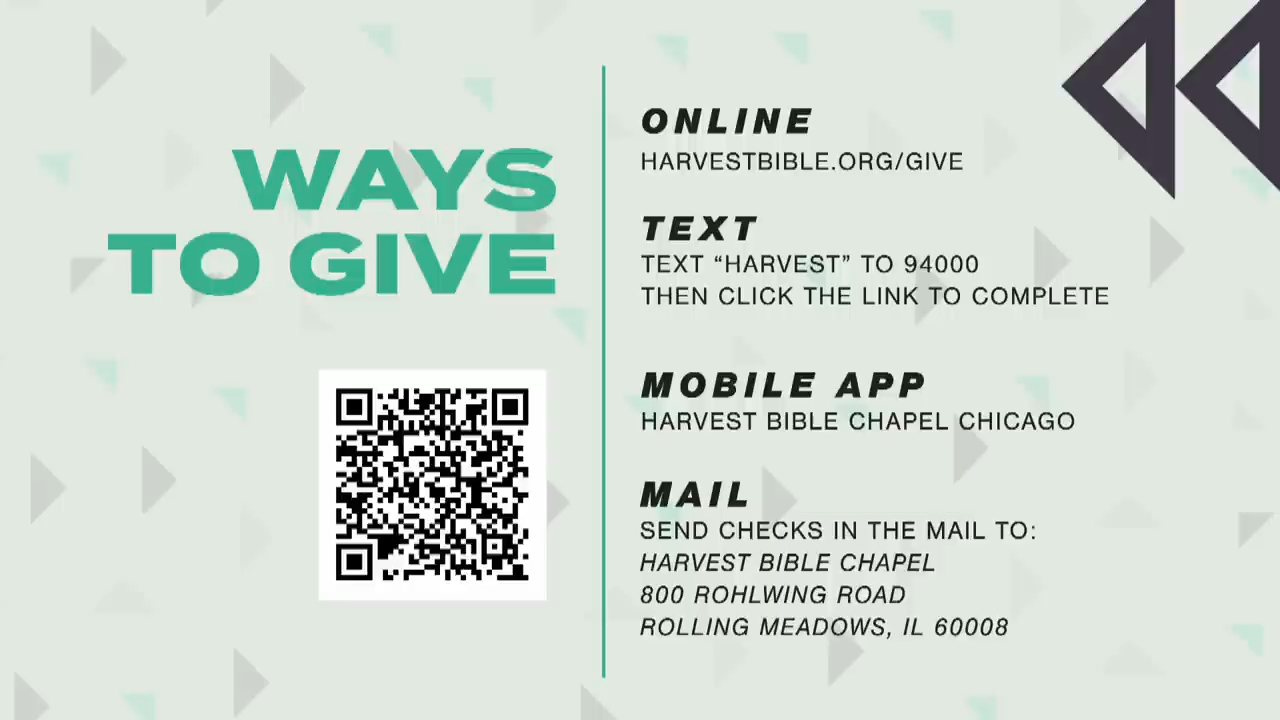 WAYS
TO GIVE
ONLINE
HARVESTBIBLE.ORG/GIVE
TEXT
TEXT “HARVEST” TO 94000
THEN CLICK THE LINK TO COMPLETE
MOBILE APP
HARVEST BIBLE CHAPEL CHICAGO
MAIL
SEND CHECKS IN THE MAIL TO:
HARVEST BIBLE CHAPEL
800 ROHLWING ROAD
ROLLING MEADOWS, IL 60008